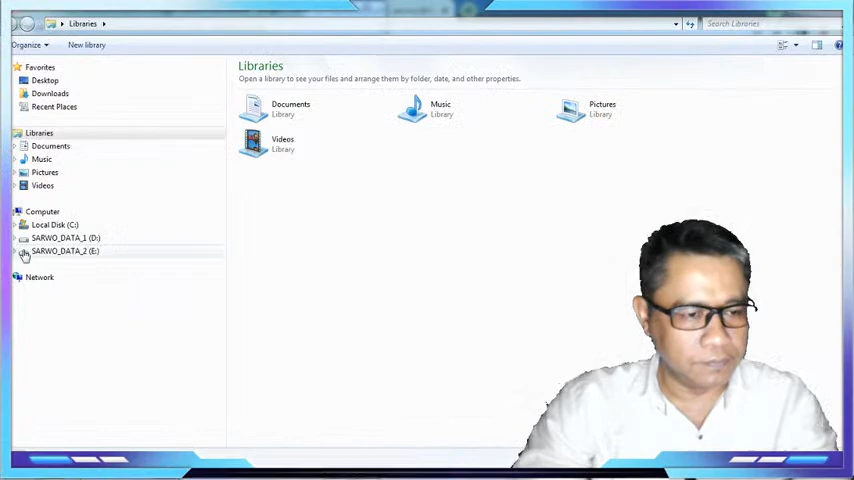 Libraries
Search Libraries
Organize
New library
Favorites
Desktop
Downloads
Recent Places
Libraries
Documents
Music
Pictures
Videos
Computer
Local Disk (C:)
SARWO_DATA_1 (D:)
SARWO_DATA_2 (E:)
Network
Libraries
Open a library to see your files and arrange them by folder, date, and other properties.
Documents
Library
Music
Library
Pictures
Library
Videos
Library